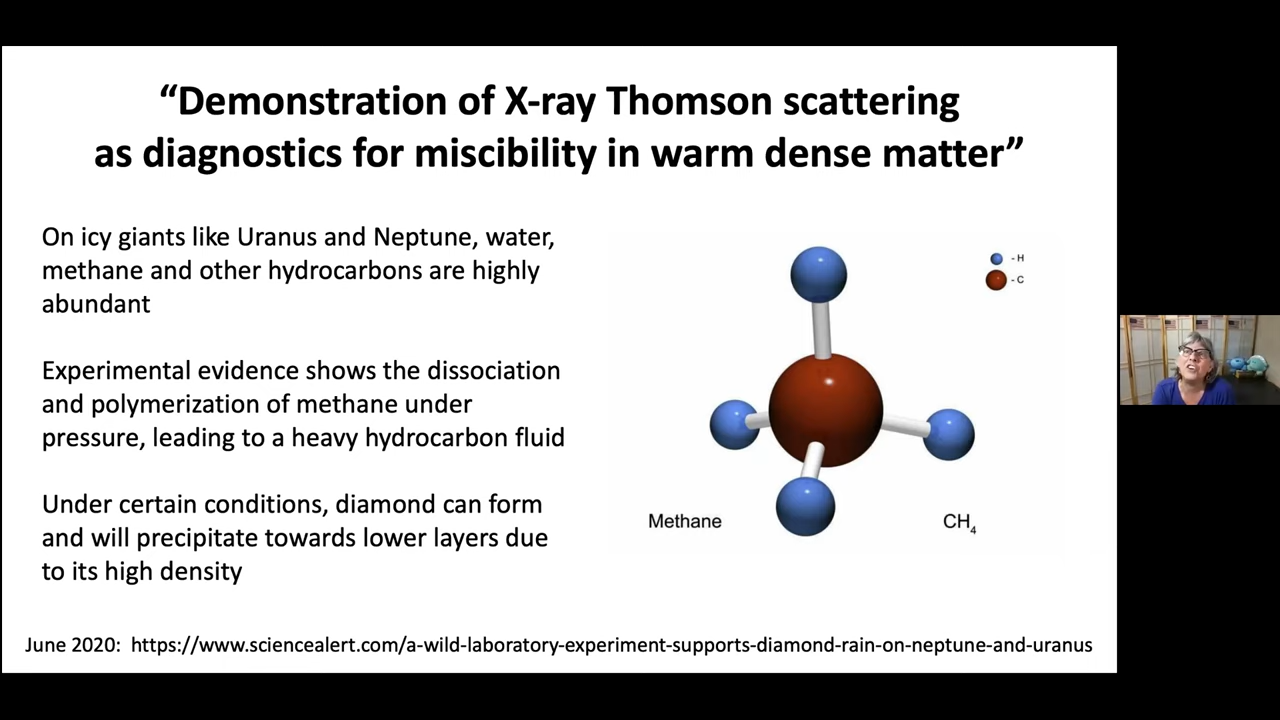 “Demonstration of X-ray Thomson scattering
as diagnostics for miscibility in warm dense matter”
On icy giants like Uranus and Neptune, water,
methane and other hydrocarbons are highly
abundant
Experimental evidence shows the dissociation
and polymerization of methane under
pressure, leading to a heavy hydrocarbon fluid
Under certain conditions, diamond can form
and will precipitate towards lower layers due
to its high density
- H
- C
Methane
CH₄
June 2020: https://www.sciencealert.com/a-wild-laboratory-experiment-supports-diamond-rain-on-neptune-and-uranus